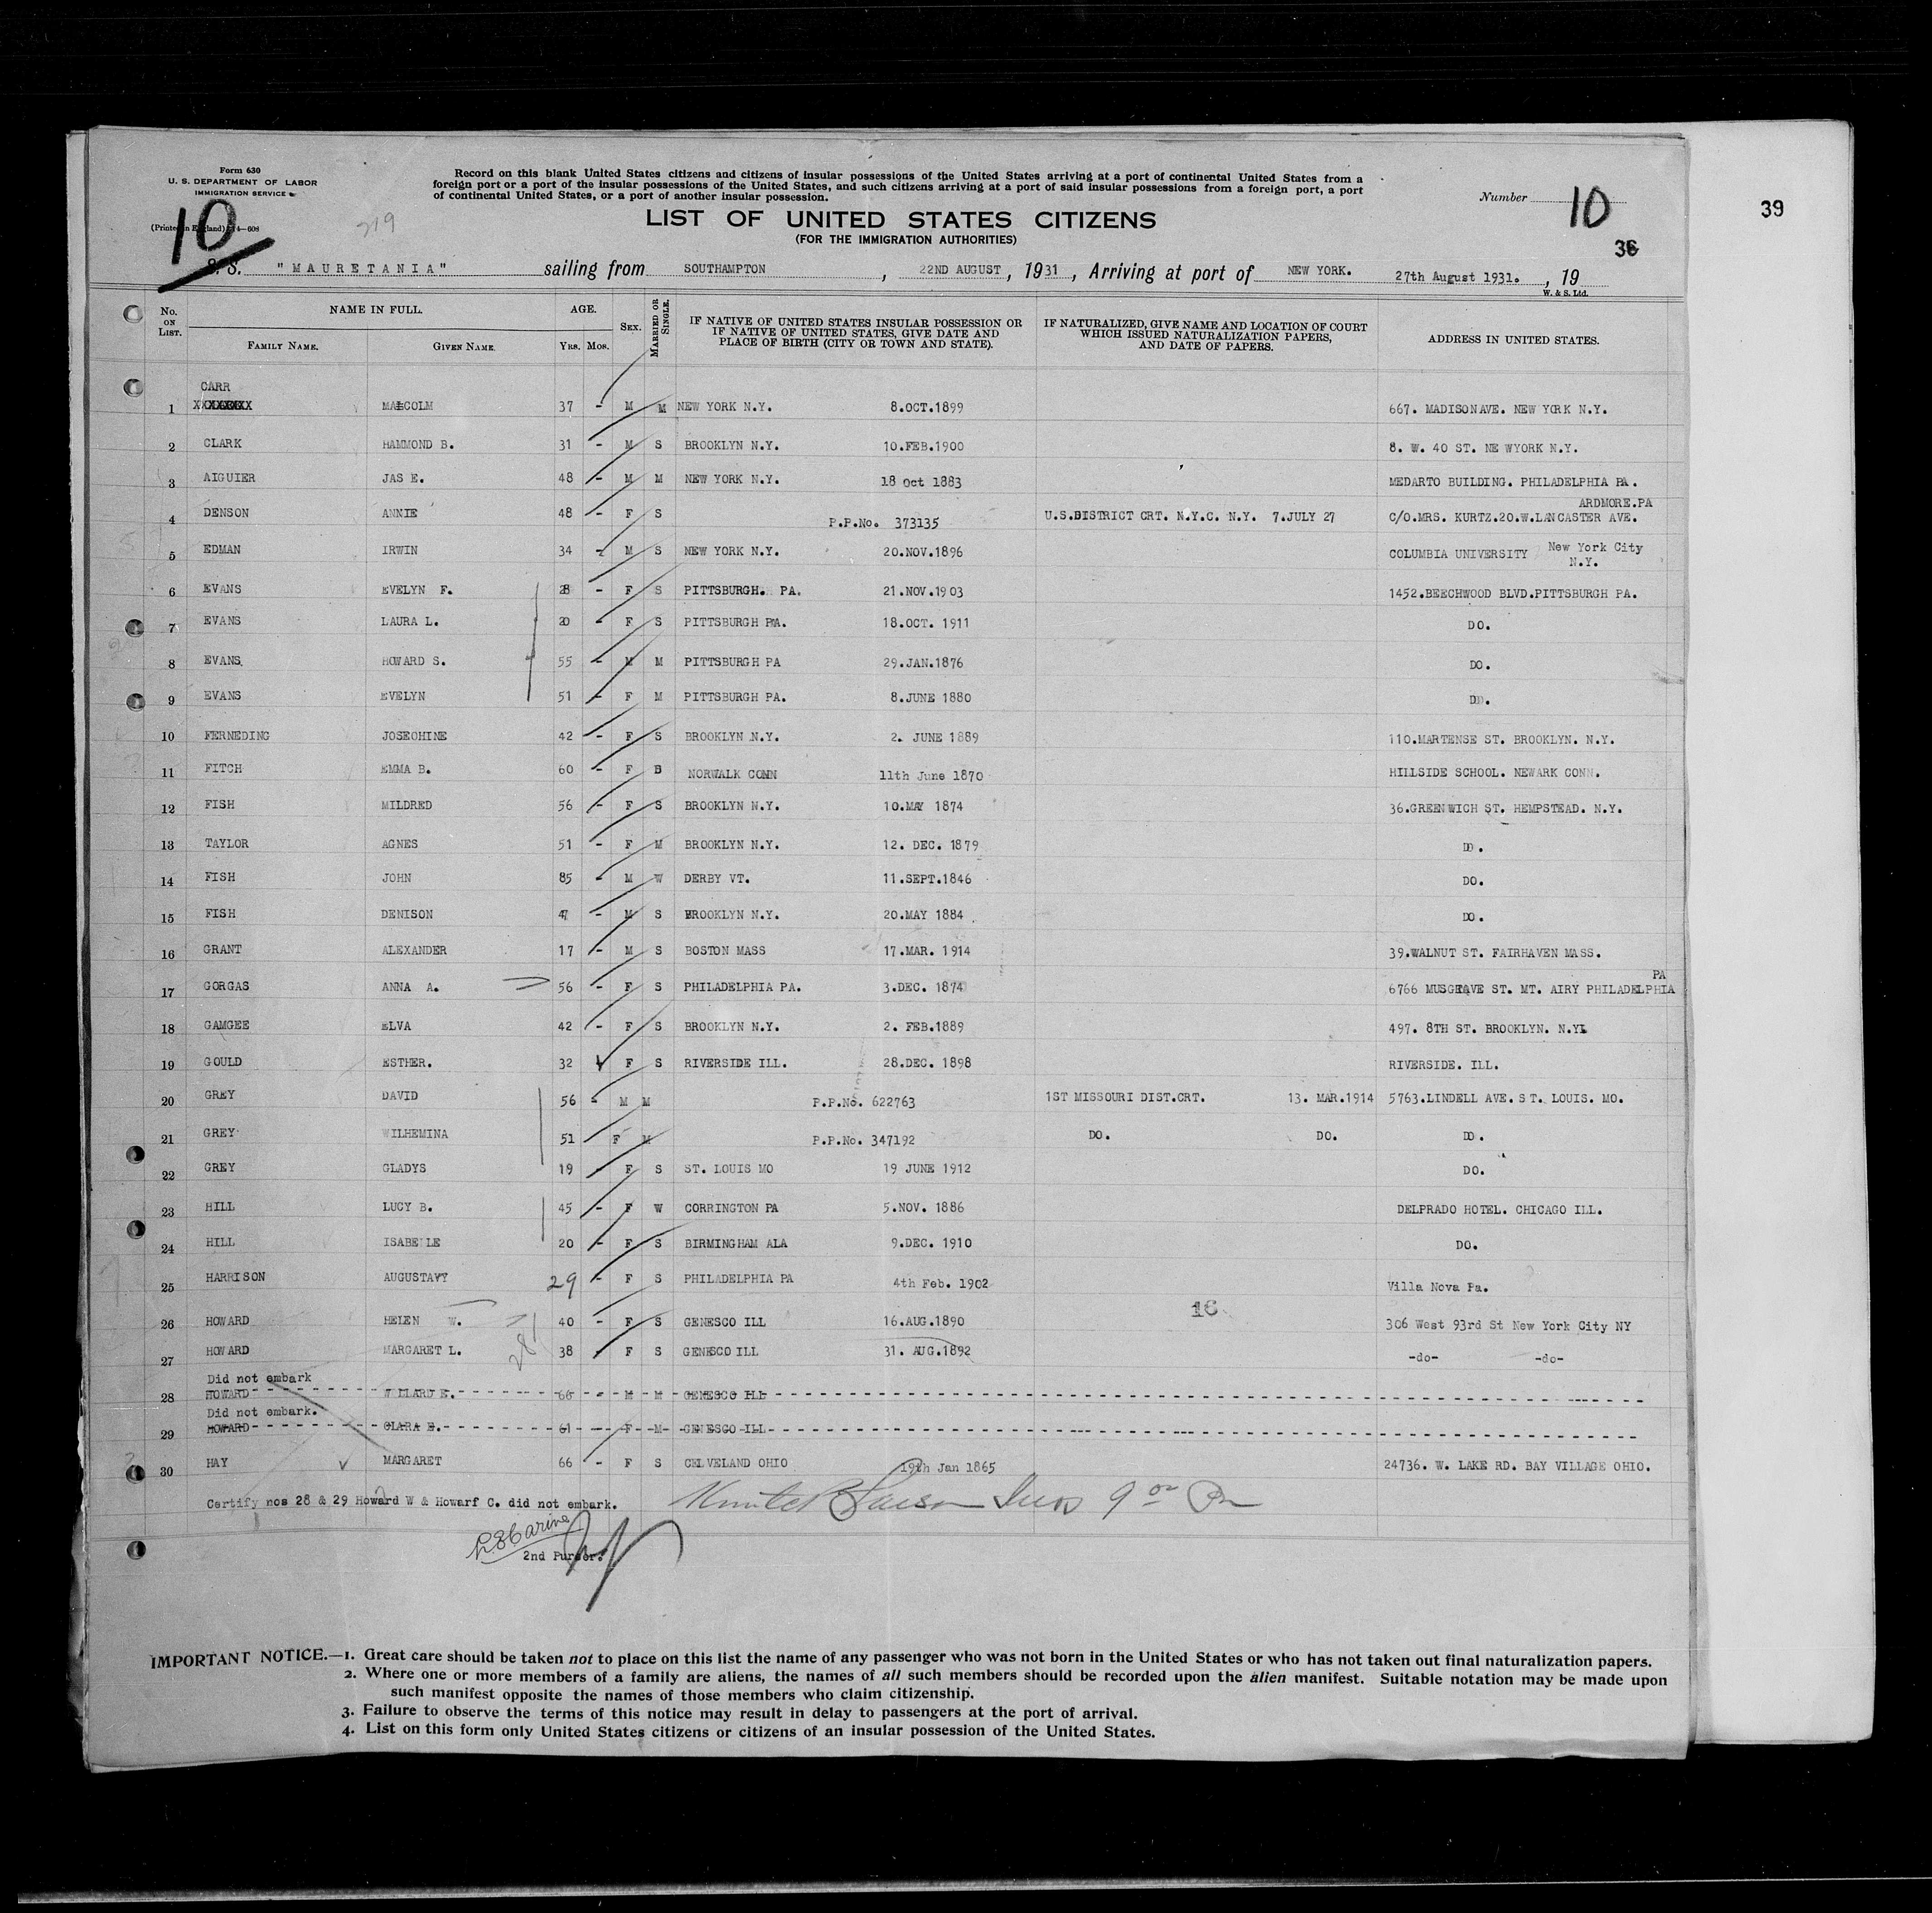 39
Form 630
U. S. DEPARTMENT OF LABOR
IMMIGRATION SERVICE
(Printed in England) 14—608
10
219
Record on this blank United States citizens and citizens of insular possessions of the United States arriving at a port of continental United States from a
foreign port or a port of the insular possessions of the United States, and such citizens arriving at a port of said insular possessions from a foreign port, a port
of continental United States, or a port of another insular possession.
Number 10
LIST OF UNITED STATES CITIZENS
(FOR THE IMMIGRATION AUTHORITIES)
36
S. S. "MAURETANIA" sailing from SOUTHAMPTON , 22ND AUGUST , 1931 , Arriving at port of NEW YORK. 27th August 1931. , 19
W. & S. Ltd.
No. ON LIST. NAME IN FULL. FAMILY NAME. GIVEN NAME. AGE. YRS. MOS. SEX. MARRIED OR SINGLE. IF NATIVE OF UNITED STATES INSULAR POSSESSION OR IF NATIVE OF UNITED STATES, GIVE DATE AND PLACE OF BIRTH (CITY OR TOWN AND STATE). IF NATURALIZED, GIVE NAME AND LOCATION OF COURT WHICH ISSUED NATURALIZATION PAPERS, AND DATE OF PAPERS. ADDRESS IN UNITED STATES.
CARR
1 MALCOLM 37 - M M NEW YORK N.Y. 8.OCT.1899 667. MADISONAVE. NEW YORK N.Y.
2 CLARK HAMMOND B. 31 - M S BROOKLYN N.Y. 10.FEB.1900 8. W. 40 ST. NE WYORK N.Y.
3 AIGUIER JAS E. 48 - M M NEW YORK N.Y. 18 Oct 1883 MEDARTO BUILDING. PHILADELPHIA PA.
ARDMORE.PA
4 DENSON ANNIE 48 - F S P.P.No. 373135 U.S.DISTRICT CRT. N.Y.C. N.Y. 7.JULY 27 C/O.MRS. KURTZ.20.W.LANCASTER AVE.
5 EDMAN IRWIN 34 - M S NEW YORK N.Y. 20.NOV.1896 COLUMBIA UNIVERSITY New York City
N.Y.
6 EVANS EVELYN F. 28 - F S PITTSBURGH. PA. 21.NOV.1903 1452.BEECHWOOD BLVD.PITTSBURGH PA.
7 EVANS LAURA L. 20 - F S PITTSBURGH PA. 18.OCT. 1911 DO.
8 EVANS HOWARD S. 55 - M M PITTSBURGH PA 29.JAN.1876 DO.
9 EVANS EVELYN 51 - F M PITTSBURGH PA. 8.JUNE 1880 DO.
10 FERNEDING JOSEOHINE 42 - F S BROOKLYN N.Y. 2. JUNE 1889 110.MARTENSE ST. BROOKLYN. N.Y.
11 FITCH EMMA B. 60 - F NORWALK CONN 11th June 1870 HILLSIDE SCHOOL. NEWARK CONN.
12 FISH MILDRED 56 - F S BROOKLYN N.Y. 10.MAY 1874 36.GREENWICH ST. HEMPSTEAD. N.Y.
13 TAYLOR AGNES 51 - F M BROOKLYN N.Y. 12. DEC. 1879 DO.
14 FISH JOHN 85 - M W DERBY VT. 11.SEPT.1846 DO.
15 FISH DENISON 47 - M S BROOKLYN N.Y. 20.MAY 1884 DO.
16 GRANT ALEXANDER 17 - M S BOSTON MASS 17.MAR. 1914 39.WALNUT ST. FAIRHAVEN MASS.
PA
17 GORGAS ANNA A. 56 - F S PHILADELPHIA PA. 3.DEC. 1874 6766 MUSGRAVE ST. MT. AIRY PHILADELPHIA
18 GAMGEE ELVA 42 - F S BROOKLYN N.Y. 2. FEB.1889 497. 8TH ST. BROOKLYN. N.Y.
19 GOULD ESTHER. 32 F S RIVERSIDE ILL. 28.DEC. 1898 RIVERSIDE. ILL.
20 GREY DAVID 56 - M M P.P.No. 622763 1ST MISSOURI DIST.CRT. 13. MAR.1914 5763.LINDELL AVE. ST. LOUIS. MO.
21 GREY WILHEMINA 51 F M P.P.No. 347192 DO. DO. DO.
22 GREY GLADYS 19 - F S ST. LOUIS MO 19 JUNE 1912 DO.
23 HILL LUCY B. 45 - F W CORRINGTON PA 5.NOV. 1886 DELPRADO HOTEL. CHICAGO ILL.
24 HILL ISABELLE 20 - F S BIRMINGHAM ALA 9.DEC. 1910 DO.
25 HARRISON 29 - F S PHILADELPHIA PA 4th Feb. 1902 Villa Nova Pa.
16
26 HOWARD HELEN W. 40 - F S GENESCO ILL 16.AUG.1890 306 West 93rd St New York City NY
27 HOWARD MARGARET L. 38 F S GENESCO ILL 31. AUG.1892 -do- -do-
281
Did not embark
28 HOWARD WILLARD E. 66 - M M GENESCO ILL
Did not embark.
29 HOWARD CLARA E. 61 F M GENESCO ILL
30 HAY MARGARET 66 - F S CELVELAND OHIO 19th Jan 1865 24736. W. LAKE RD. BAY VILLAGE OHIO.
Certify nos 28 & 29 Howard W & Howarf C. did not embark.
2nd Purser.
IMPORTANT NOTICE.—1. Great care should be taken not to place on this list the name of any passenger who was not born in the United States or who has not taken out final naturalization papers.
2. Where one or more members of a family are aliens, the names of all such members should be recorded upon the alien manifest. Suitable notation may be made upon
such manifest opposite the names of those members who claim citizenship.
3. Failure to observe the terms of this notice may result in delay to passengers at the port of arrival.
4. List on this form only United States citizens or citizens of an insular possession of the United States.